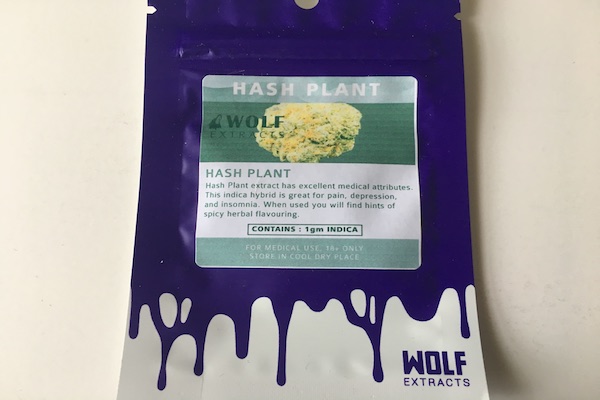 HASH PLANT
WOLF
EXTRACTS
HASH PLANT
Hash Plant extract has excellent medical attributes.
This indica hybrid is great for pain, depression,
and insomnia. When used you will find hints of
spicy herbal flavouring.
CONTAINS : 1gm INDICA
FOR MEDICAL USE, 18+ ONLY
STORE IN COOL DRY PLACE
WOLF
EXTRACTS